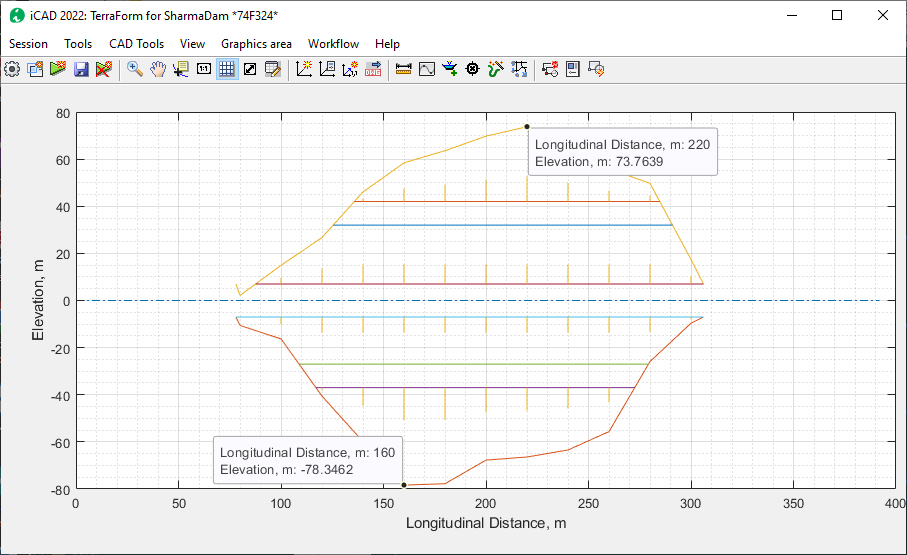 iCAD 2022: TerraForm for SharmaDam *74F324*
Session Tools CAD Tools View Graphics area Workflow Help
1:1
80
60
40
20
0
-20
-40
-60
-80
Elevation, m
Longitudinal Distance, m: 220
Elevation, m: 73.7639
Longitudinal Distance, m: 160
Elevation, m: -78.3462
0 50 100 150 200 250 300 350 400
Longitudinal Distance, m